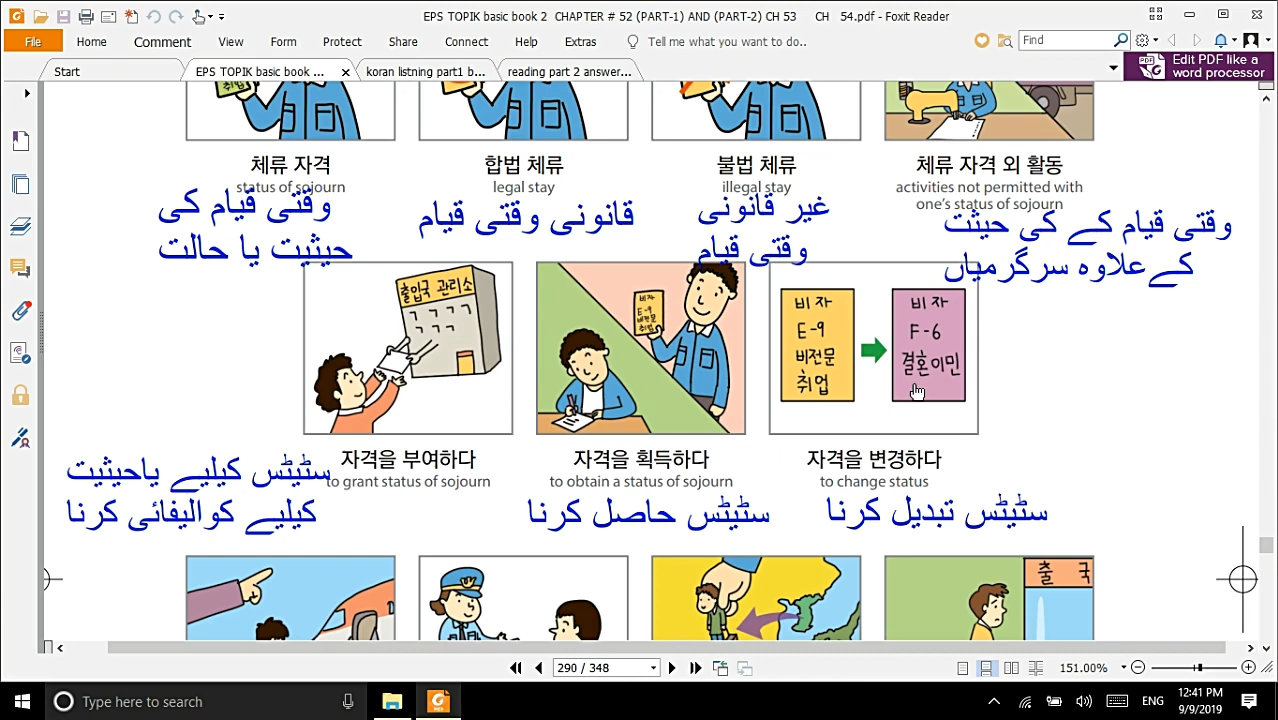 EPS TOPIK basic book 2 CHAPTER # 52 (PART-1) AND (PART-2) CH 53 CH 54.pdf - Foxit Reader
File Home Comment View Form Protect Share Connect Help Extras Tell me what you want to do.. Find
Start EPS TOPIK basic book ... koran listning part1 b... reading part 2 answer...
Edit PDF like a
word processor
체류 자격 합법 체류 불법 체류 체류 자격 외 활동
status of sojourn legal stay illegal stay activities not permitted with
one's status of sojourn
وقتی قیام کی
حیثیت یا حالت
قانونی وقتی قیام
غیر قانونی
وقتی قیام
وقتی قیام کے کی حیثت
کےعلاوہ سرگرمیاں
출입국 관리소
비자
E-9
비전문
취업
비자
E-9
비전문
취업
비자
F-6
결혼이민
자격을 부여하다 자격을 획득하다 자격을 변경하다
to grant status of sojourn to obtain a status of sojourn to change status
سٹیٹس کیلیے یاحیثیت
کیلیے کوالیفائی کرنا
سٹیٹس حاصل کرنا
سٹیٹس تبدیل کرنا
출 국
290 / 348 151.00%
Type here to search
ENG
12:41 PM
9/9/2019